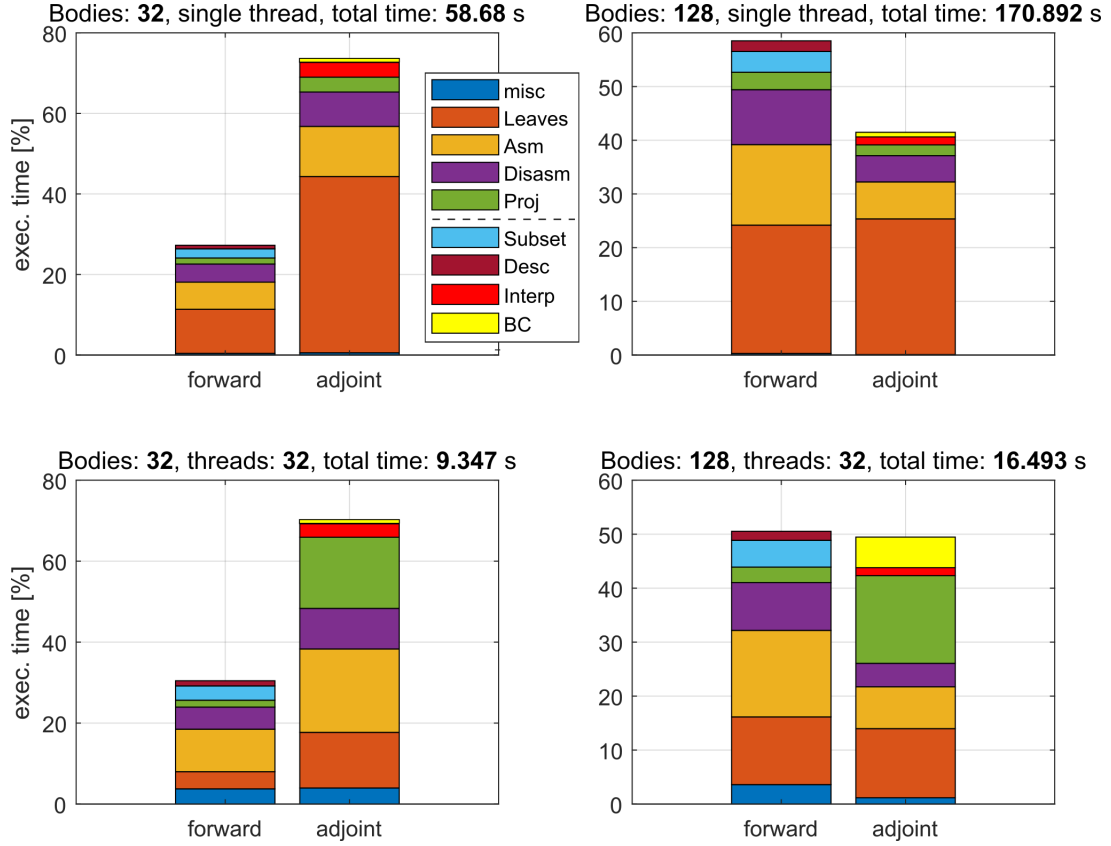 Bodies: 32, single thread, total time: 58.68 s
80
60
40
20
0
exec. time [%]
forward
adjoint
misc
Leaves
Asm
Disasm
Proj
Subset
Desc
Interp
BC
Bodies: 128, single thread, total time: 170.892 s
60
50
40
30
20
10
0
forward
adjoint
Bodies: 32, threads: 32, total time: 9.347 s
80
60
40
20
0
exec. time [%]
forward
adjoint
Bodies: 128, threads: 32, total time: 16.493 s
60
50
40
30
20
10
0
forward
adjoint